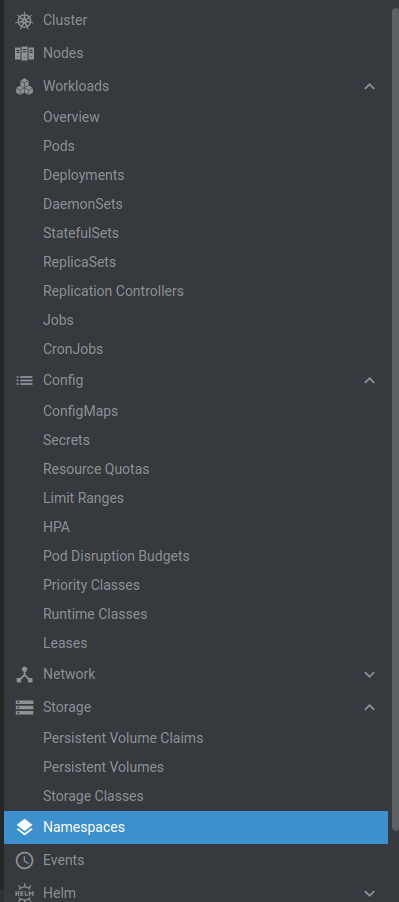 Cluster
Nodes
Workloads
Overview
Pods
Deployments
DaemonSets
StatefulSets
ReplicaSets
Replication Controllers
Jobs
CronJobs
Config
ConfigMaps
Secrets
Resource Quotas
Limit Ranges
HPA
Pod Disruption Budgets
Priority Classes
Runtime Classes
Leases
Network
Storage
Persistent Volume Claims
Persistent Volumes
Storage Classes
Namespaces
Events
HELM Helm